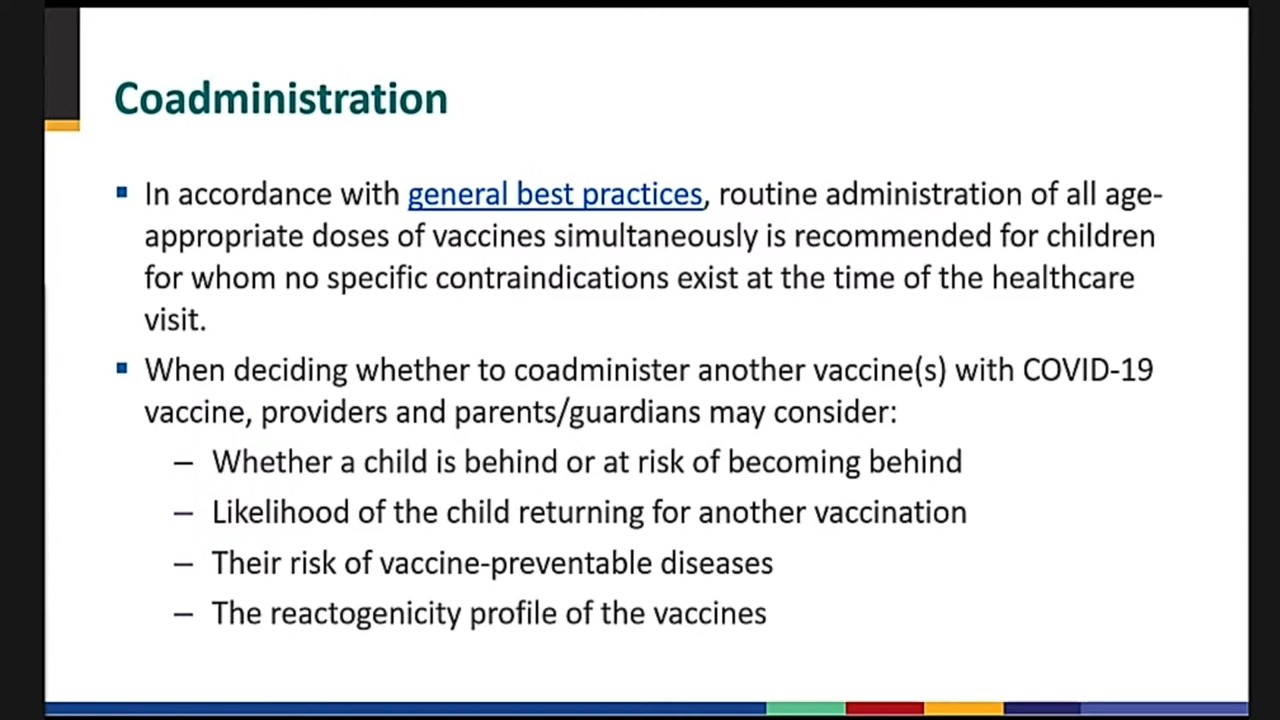 Coadministration
▪ In accordance with general best practices, routine administration of all age-
appropriate doses of vaccines simultaneously is recommended for children
for whom no specific contraindications exist at the time of the healthcare
visit.
▪ When deciding whether to coadminister another vaccine(s) with COVID-19
vaccine, providers and parents/guardians may consider:
– Whether a child is behind or at risk of becoming behind
– Likelihood of the child returning for another vaccination
– Their risk of vaccine-preventable diseases
– The reactogenicity profile of the vaccines